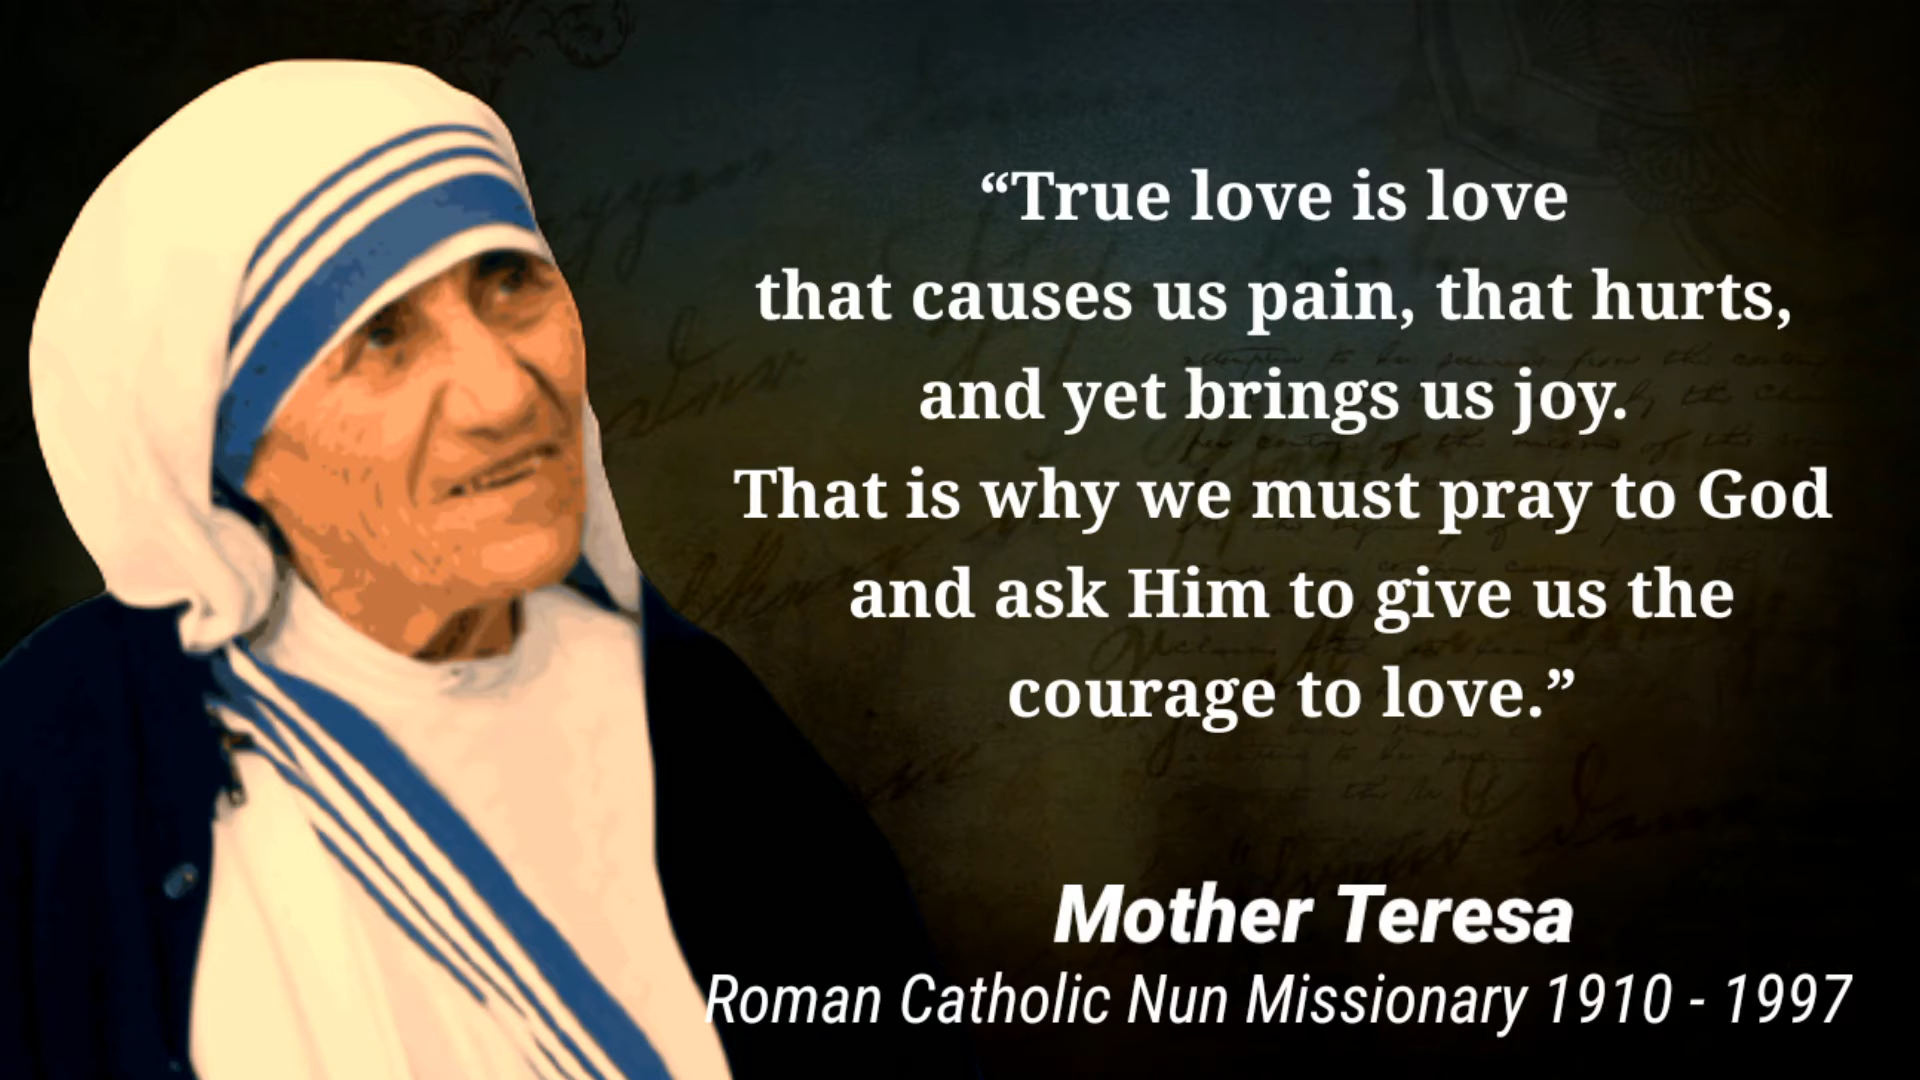 “True love is love
that causes us pain, that hurts,
and yet brings us joy.
That is why we must pray to God
and ask Him to give us the
courage to love.”
Mother Teresa
Roman Catholic Nun Missionary 1910 - 1997